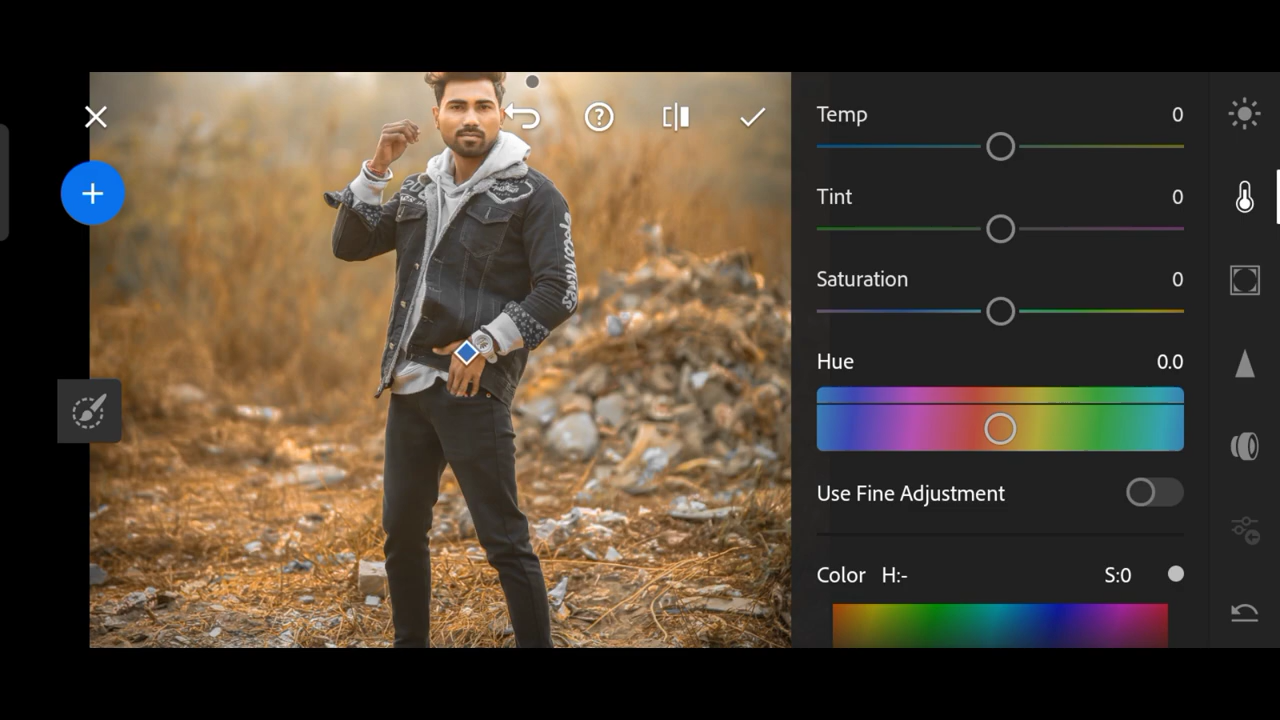 Temp 0
Tint 0
Saturation 0
Hue 0.0
Use Fine Adjustment
Color H:- S:0